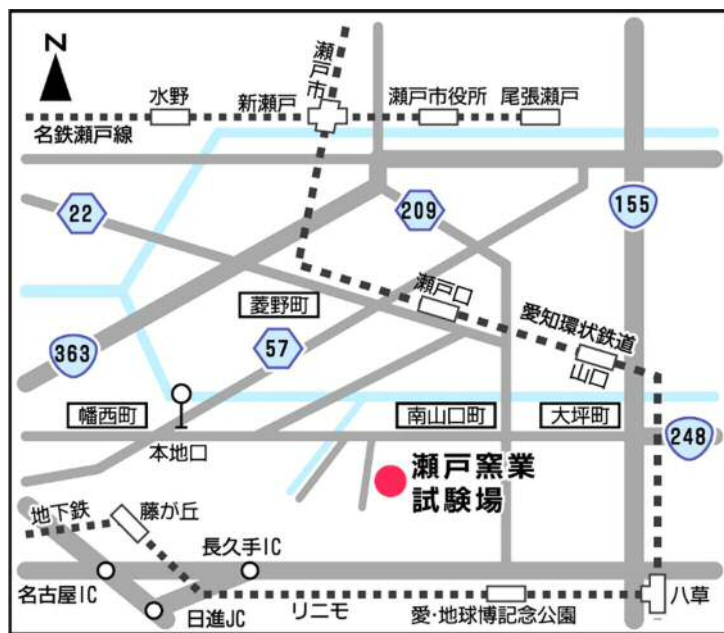 N
瀬戸市
水野
新瀬戸
瀬戸市役所
尾張瀬戸
名鉄瀬戸線
22
209
155
瀬戸口
菱野町
愛知環状鉄道
363
57
山口
幡西町
南山口町
大坪町
248
本地口
瀬戸窯業
試験場
地下鉄
藤が丘
長久手IC
名古屋IC
日進JC
リニモ
愛・地球博記念公園
八草